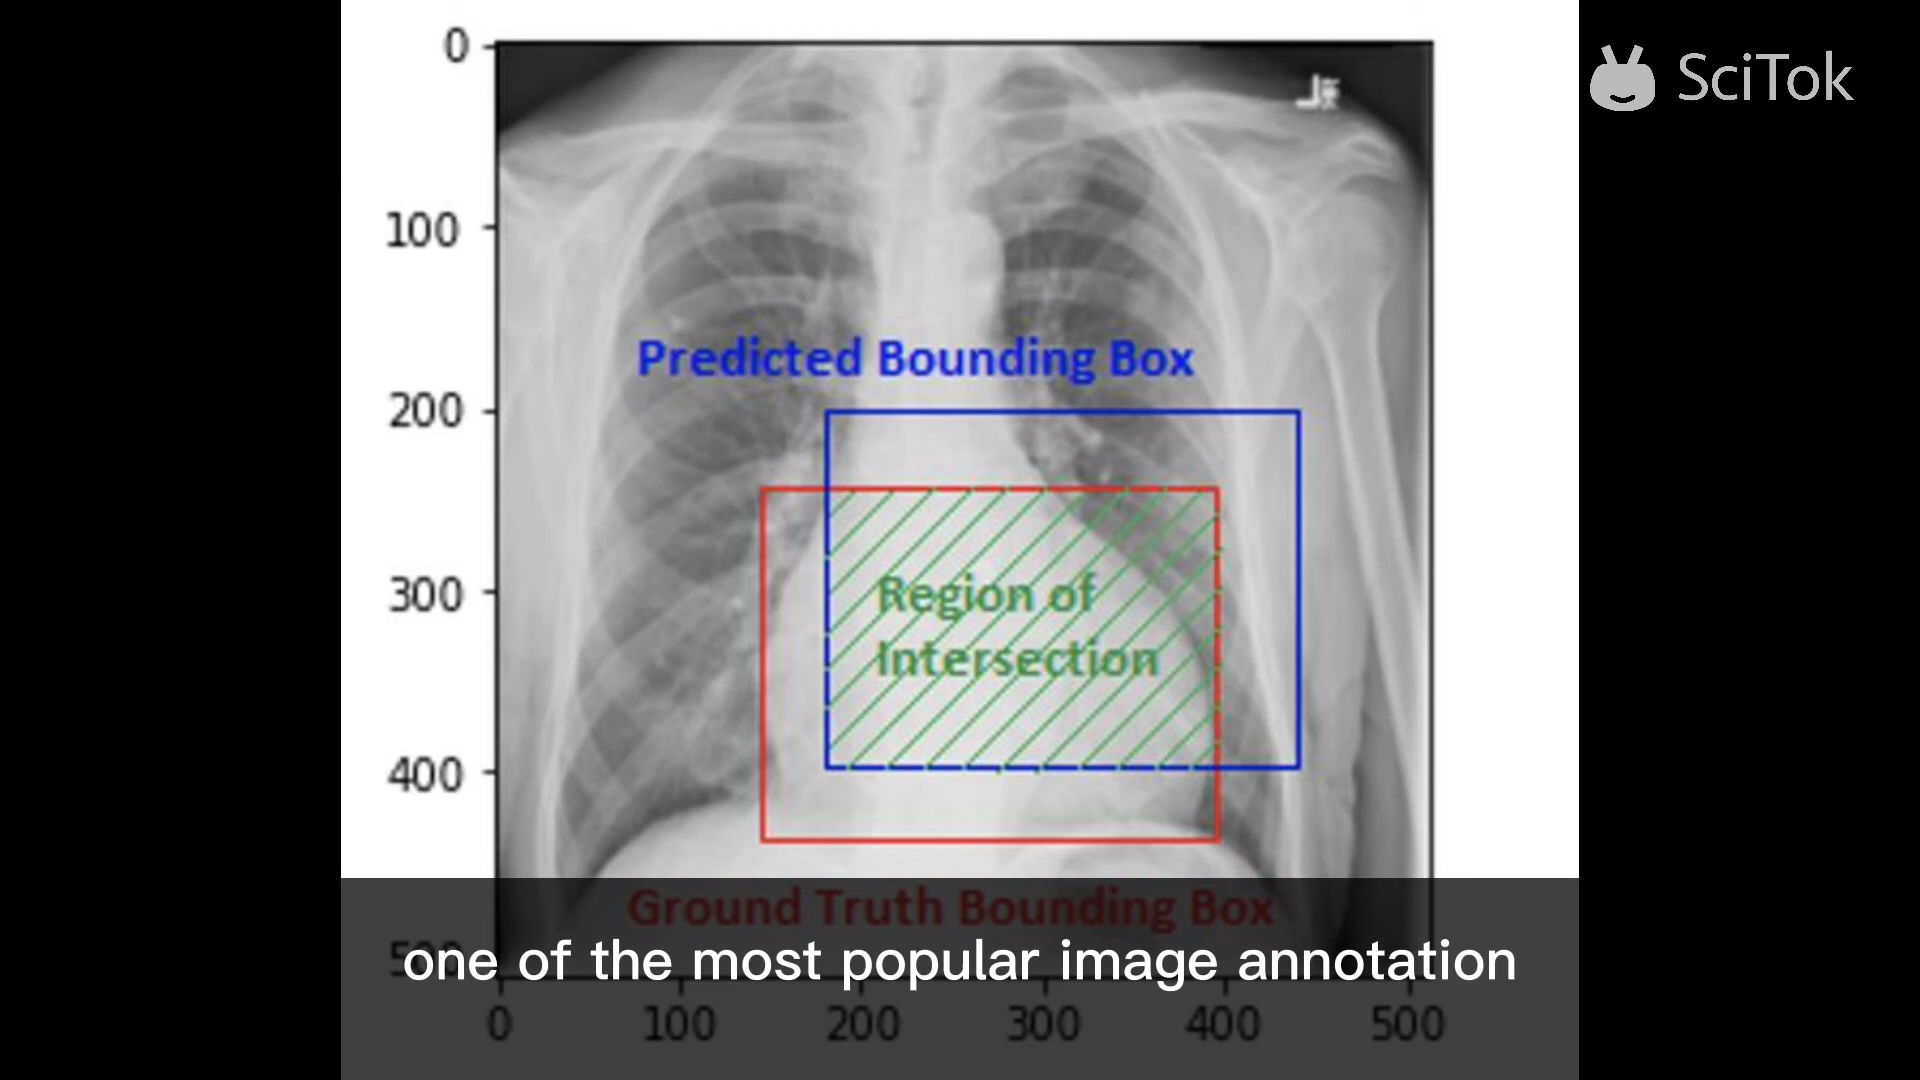 SciTok
0
100
200
300
400
500
Predicted Bounding Box
Region of
Intersection
Ground Truth Bounding Box
one of the most popular image annotation
0
100
200
300
400
500